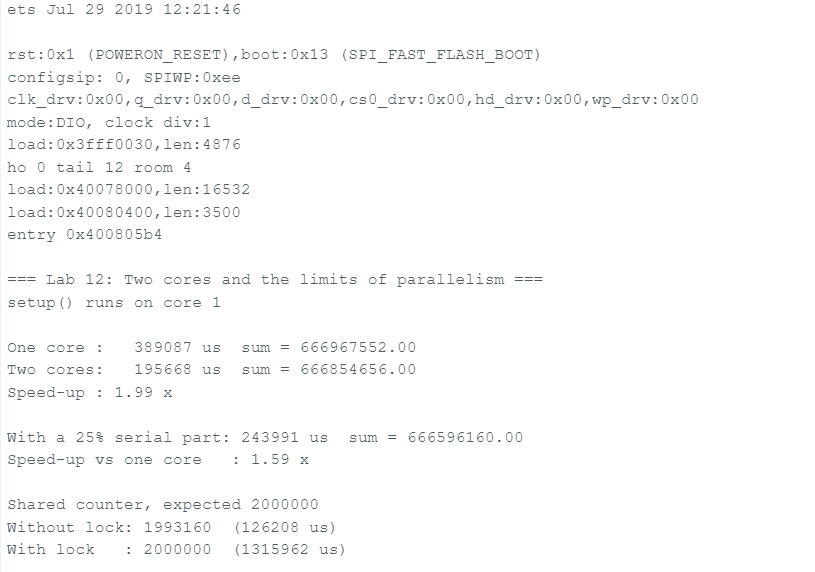 ets Jul 29 2019 12:21:46
rst:0x1 (POWERON_RESET),boot:0x13 (SPI_FAST_FLASH_BOOT)
configsip: 0, SPIWP:0xee
clk_drv:0x00,q_drv:0x00,d_drv:0x00,cs0_drv:0x00,hd_drv:0x00,wp_drv:0x00
mode:DIO, clock div:1
load:0x3fff0030,len:4876
ho 0 tail 12 room 4
load:0x40078000,len:16532
load:0x40080400,len:3500
entry 0x400805b4
=== Lab 12: Two cores and the limits of parallelism ===
setup() runs on core 1
One core :   389087 us  sum = 666967552.00
Two cores:   195668 us  sum = 666854656.00
Speed-up : 1.99 x
With a 25% serial part: 243991 us  sum = 666596160.00
Speed-up vs one core   : 1.59 x
Shared counter, expected 2000000
Without lock: 1993160  (126208 us)
With lock   : 2000000  (1315962 us)